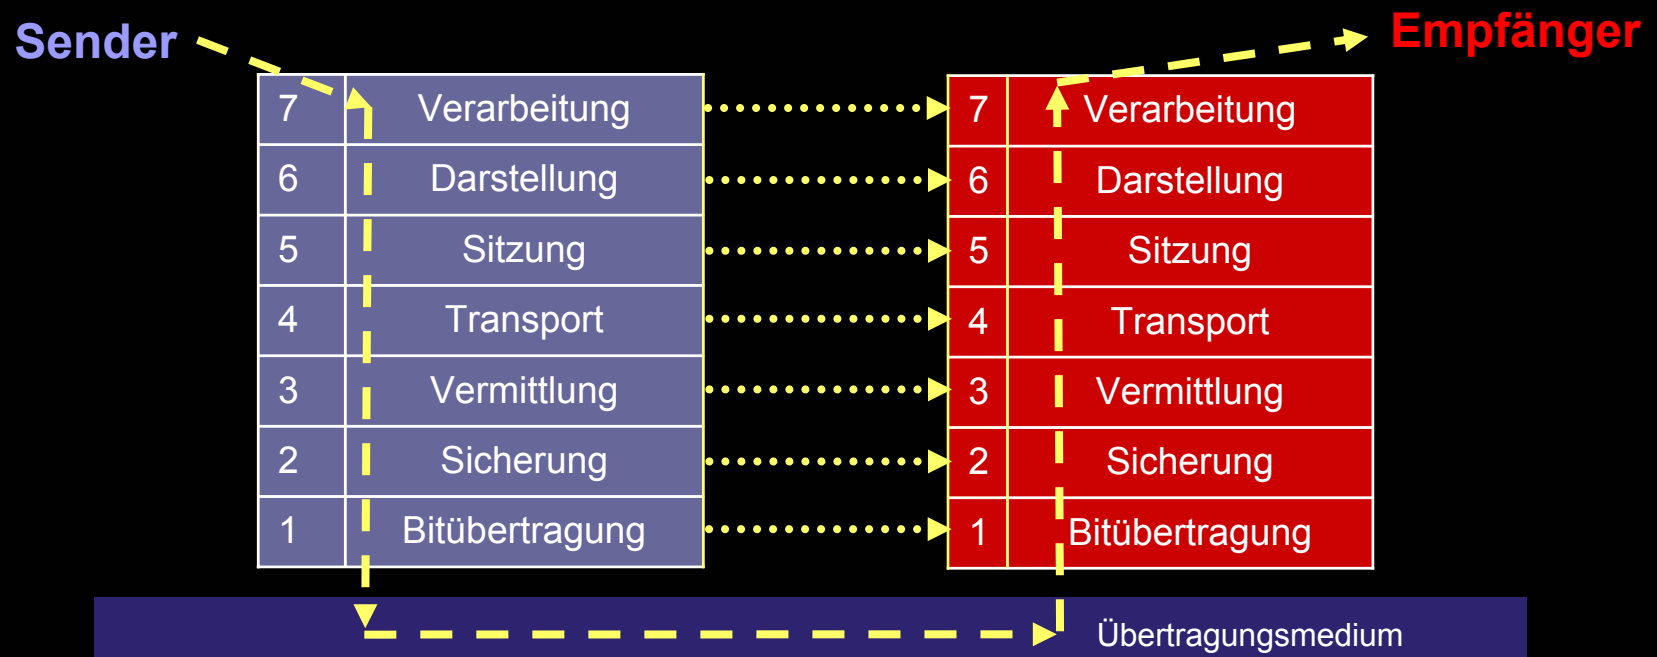 Sender
Empfänger
7 Verarbeitung
6 Darstellung
5 Sitzung
4 Transport
3 Vermittlung
2 Sicherung
1 Bitübertragung
7 Verarbeitung
6 Darstellung
5 Sitzung
4 Transport
3 Vermittlung
2 Sicherung
1 Bitübertragung
Übertragungsmedium